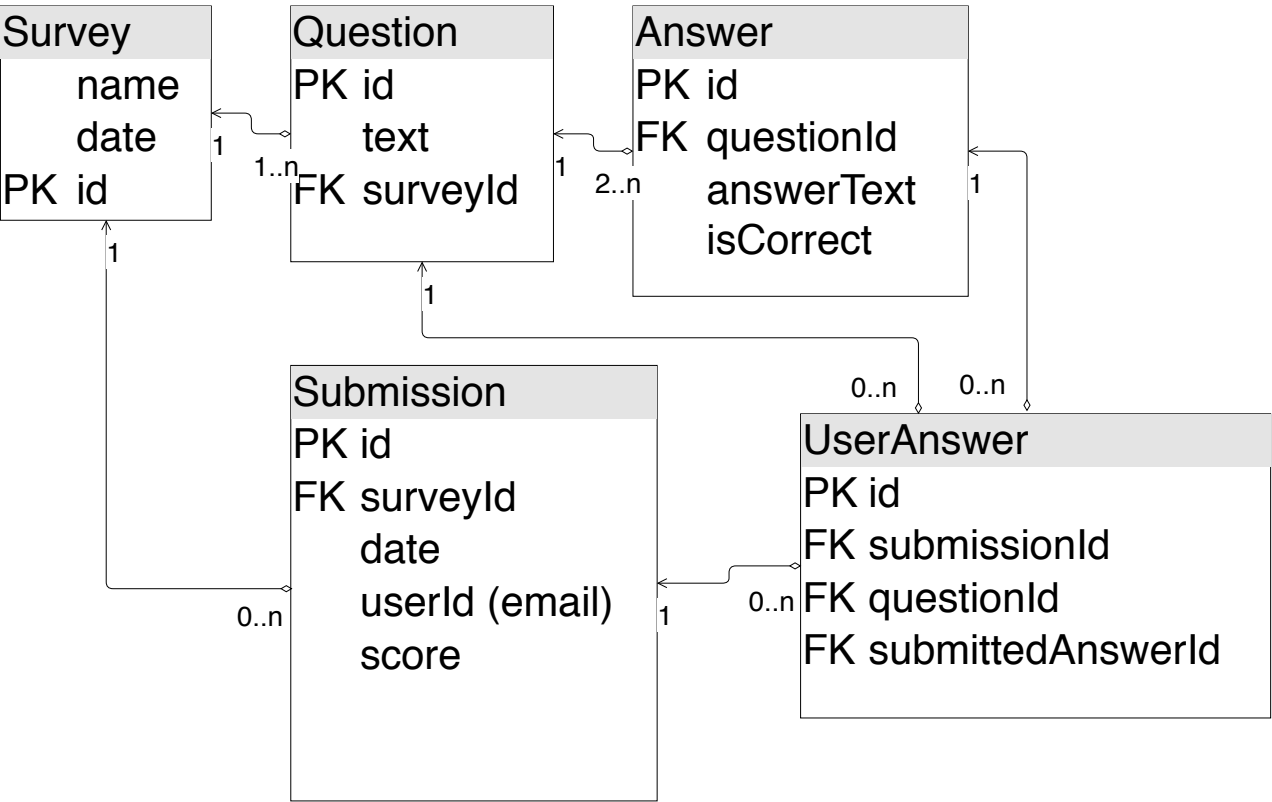 Survey
name
date
PK id
1
1
Question
PK id
text
FK surveyId
1..n
1
1
Answer
PK id
FK questionId
answerText
isCorrect
2..n
1
Submission
PK id
FK surveyId
date
userId (email)
score
0..n
1
UserAnswer
PK id
FK submissionId
FK questionId
FK submittedAnswerId
0..n
0..n
0..n